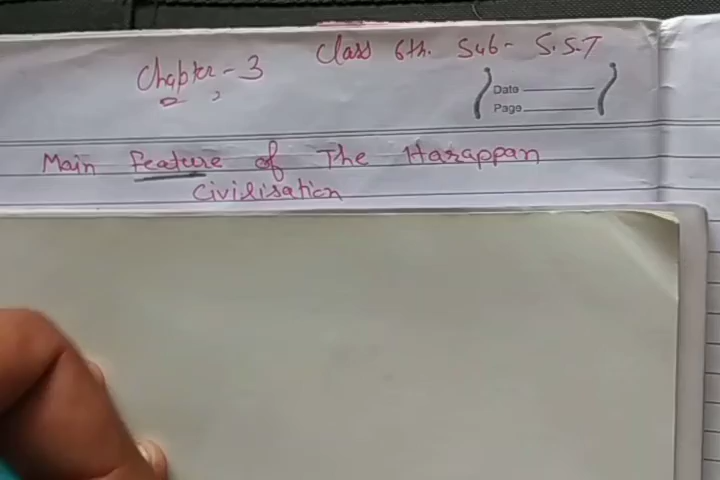 Class 6th. Sub- S.S.T
Chapter-3
Date
Page
Main Feature of The Harappan
Civilisation